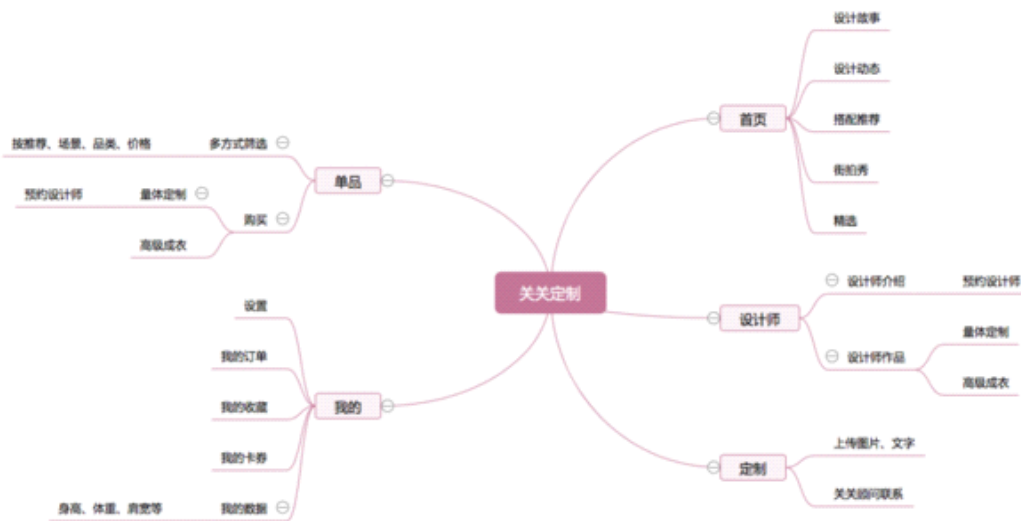 关关定制
首页
设计故事
设计动态
搭配推荐
街拍秀
精选
设计师
设计师介绍
预约设计师
设计师作品
量体定制
高级成衣
定制
上传图片、文字
关关顾问联系
单品
多方式筛选
按推荐、场景、品类、价格
购买
量体定制
预约设计师
高级成衣
我的
设置
我的订单
我的收藏
我的卡券
我的数据
身高、体重、肩宽等